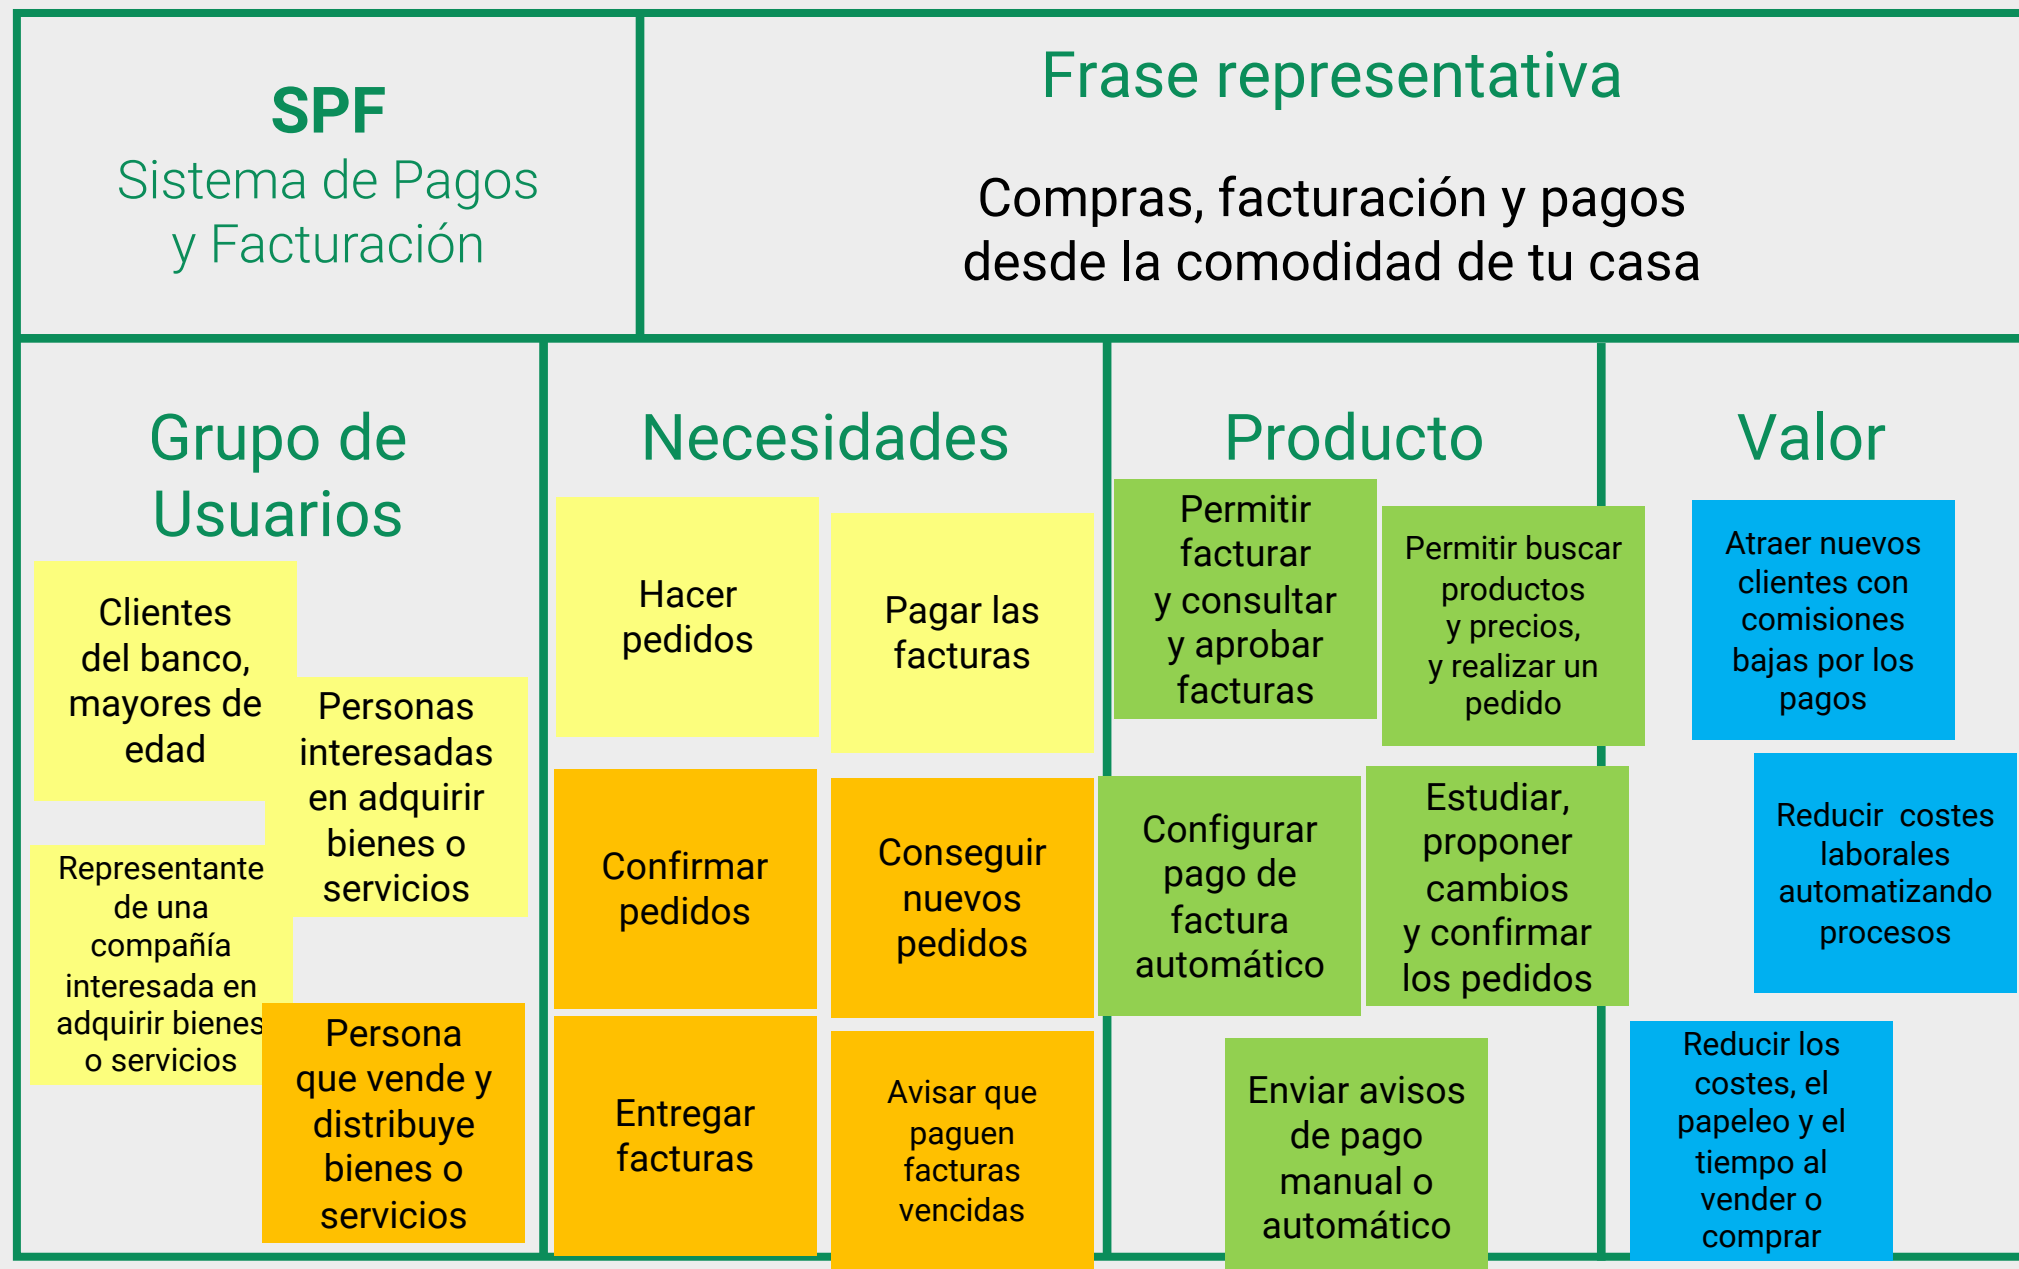 SPF
Sistema de Pagos
y Facturación
Frase representativa
Compras, facturación y pagos
desde la comodidad de tu casa
Grupo de
Usuarios
Clientes
del banco,
mayores de
edad
Personas
interesadas
en adquirir
bienes o
servicios
Representante
de una
compañía
interesada en
adquirir bienes
o servicios
Persona
que vende y
distribuye
bienes o
servicios
Necesidades
Hacer
pedidos
Pagar las
facturas
Confirmar
pedidos
Conseguir
nuevos
pedidos
Entregar
facturas
Avisar que
paguen
facturas
vencidas
Producto
Permitir
facturar
y consultar
y aprobar
facturas
Permitir buscar
productos
y precios,
y realizar un
pedido
Configurar
pago de
factura
automático
Estudiar,
proponer
cambios
y confirmar
los pedidos
Enviar avisos
de pago
manual o
automático
Valor
Atraer nuevos
clientes con
comisiones
bajas por los
pagos
Reducir costes
laborales
automatizando
procesos
Reducir los
costes, el
papeleo y el
tiempo al
vender o
comprar